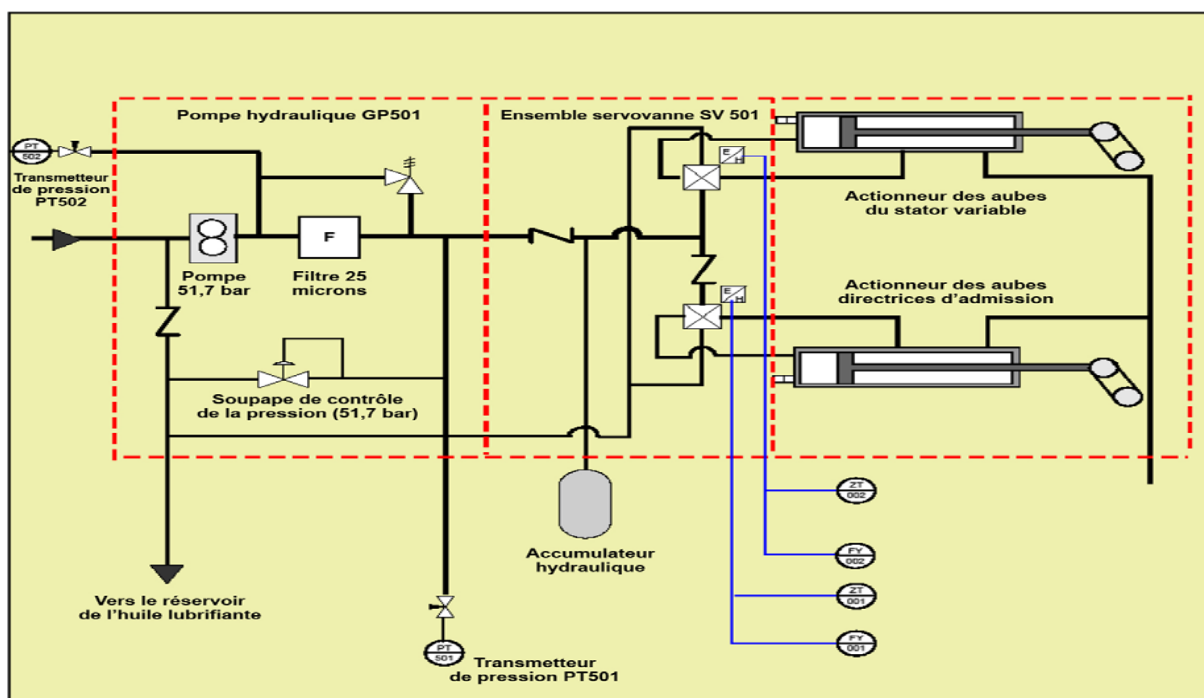 Pompe hydraulique GP501
Ensemble servovanne SV 501
PT
502
Transmetteur
de pression
PT502
E
H
Actionneur des aubes
du stator variable
F
Pompe
51,7 bar
Filtre 25
microns
E
H
Actionneur des aubes
directrices d'admission
Soupape de contrôle
de la pression (51,7 bar)
ZT
002
Accumulateur
hydraulique
FY
002
Vers le réservoir
de l'huile lubrifiante
ZT
001
FY
001
PT
501
Transmetteur
de pression PT501